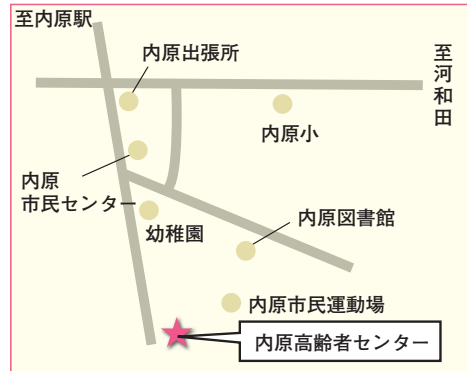 至内原駅
内原出張所
至河和田
内原小
内原
市民センター
幼稚園
内原図書館
内原市民運動場
内原高齢者センター